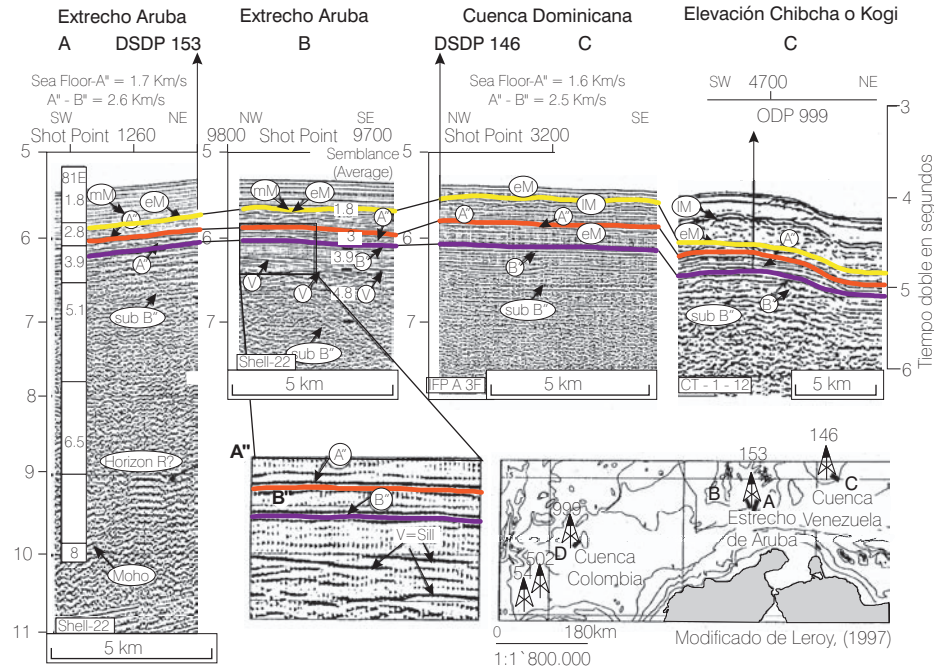 Extrecho Aruba
Extrecho Aruba
Cuenca Dominicana
Elevación Chibcha o Kogi
A DSDP 153
B
DSDP 146 C
C
Sea Floor-A" = 1.7 Km/s
A" - B" = 2.6 Km/s
SW NE
Shot Point 1260
9800 Shot Point 9700
NW SE
Semblance
(Average)
Sea Floor-A" = 1.6 Km/s
A" - B" = 2.5 Km/s
NW SE
Shot Point 3200
SW 4700 NE
ODP 999
5
6
7
8
9
10
11
81E
1.8
2.8
3.9
5.1
6.5
8
mM
eM
A"
A"
sub B"
Horizon R?
Moho
Shell-22
5 km
5
6
7
mM
eM
1.8
A"
3
3.9
B"
4.8
V
V
V
sub B"
Shell-22
5 km
5
6
7
eM
lM
A"
A"
eM
B"
sub B"
IFP A 3F
5 km
lM
eM
A"
B"
sub B"
CT - 1 - 12
5 km
3
4
5
6
Tiempo doble en segundos
A"
A"
B"
B"
V=Sill
146
153
B
A
C
Cuenca
Venezuela
Estrecho
de Aruba
999
D
Cuenca
Colombia
502
54
0 180km
1:1`800.000
Modificado de Leroy, (1997)